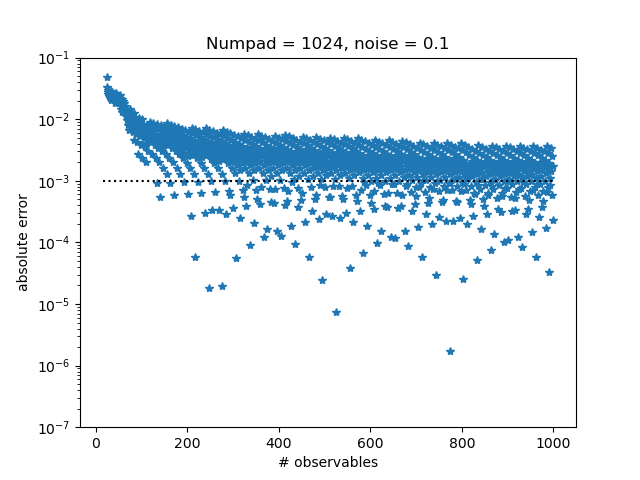 Numpad = 1024, noise = 0.1
absolute error
10⁻¹
10⁻²
10⁻³
10⁻⁴
10⁻⁵
10⁻⁶
10⁻⁷
0 200 400 600 800 1000
# observables